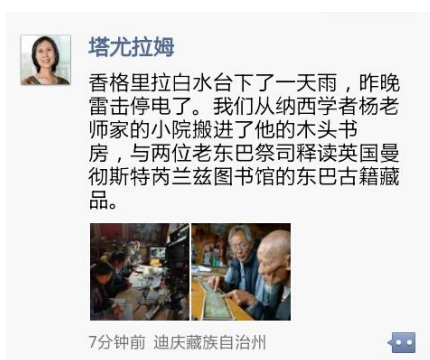 塔尤拉姆
香格里拉白水台下了一天雨，昨晚
雷击停电了。我们从纳西学者杨老
师家的小院搬进了他的木头书
房，与两位老东巴祭司释读英国曼
彻斯特芮兰兹图书馆的东巴古籍藏
品。
7分钟前 迪庆藏族自治州